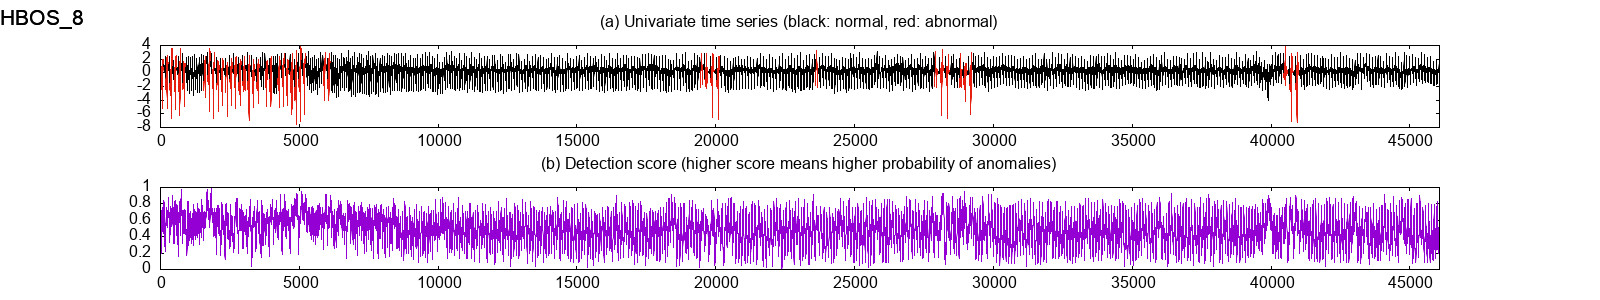 HBOS_8
(a) Univariate time series (black: normal, red: abnormal)
4
2
0
-2
-4
-6
-8
0 5000 10000 15000 20000 25000 30000 35000 40000 45000
(b) Detection score (higher score means higher probability of anomalies)
1
0.8
0.6
0.4
0.2
0
0 5000 10000 15000 20000 25000 30000 35000 40000 45000